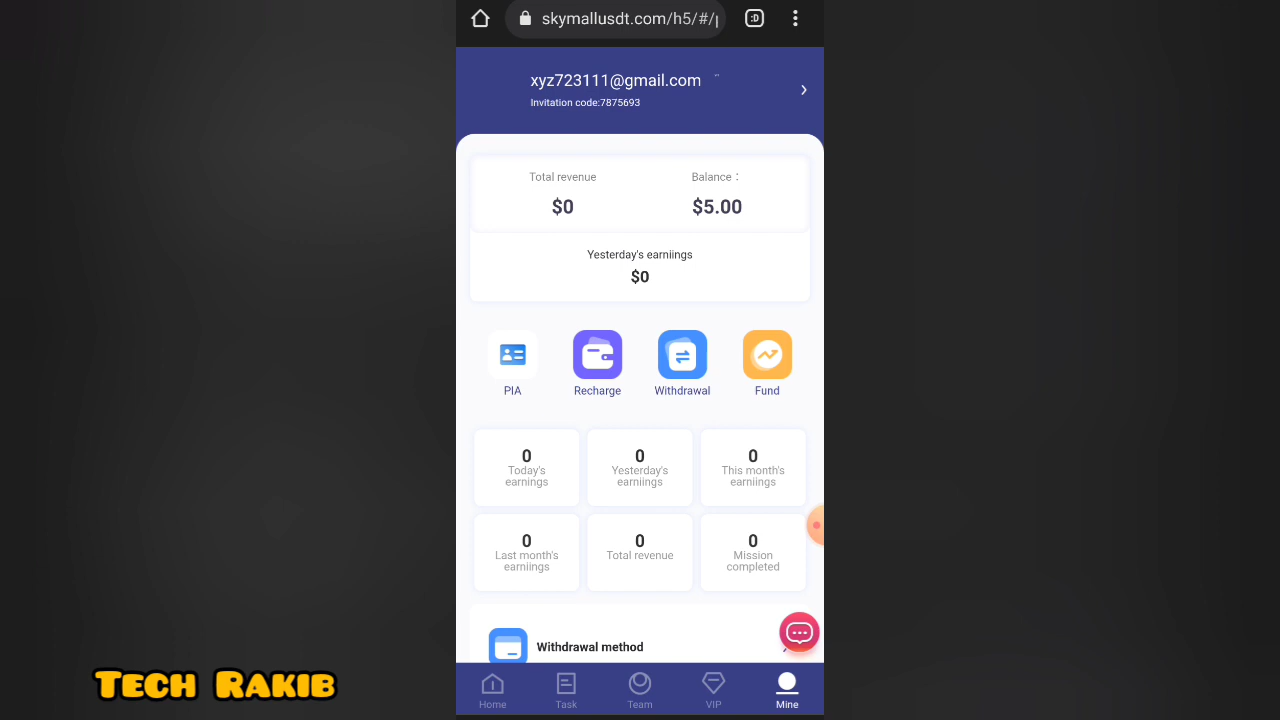 skymallusdt.com/h5/#/
:D
xyz723111@gmail.com
Invitation code:7875693
Total revenue
Balance：
$0
$5.00
Yesterday's earniings
$0
PIA
Recharge
Withdrawal
Fund
0
Today's
earnings
0
Yesterday's
earniings
0
This month's
earniings
0
Last month's
earniings
0
Total revenue
0
Mission
completed
Withdrawal method
Home
Task
Team
VIP
Mine
Tech Rakib